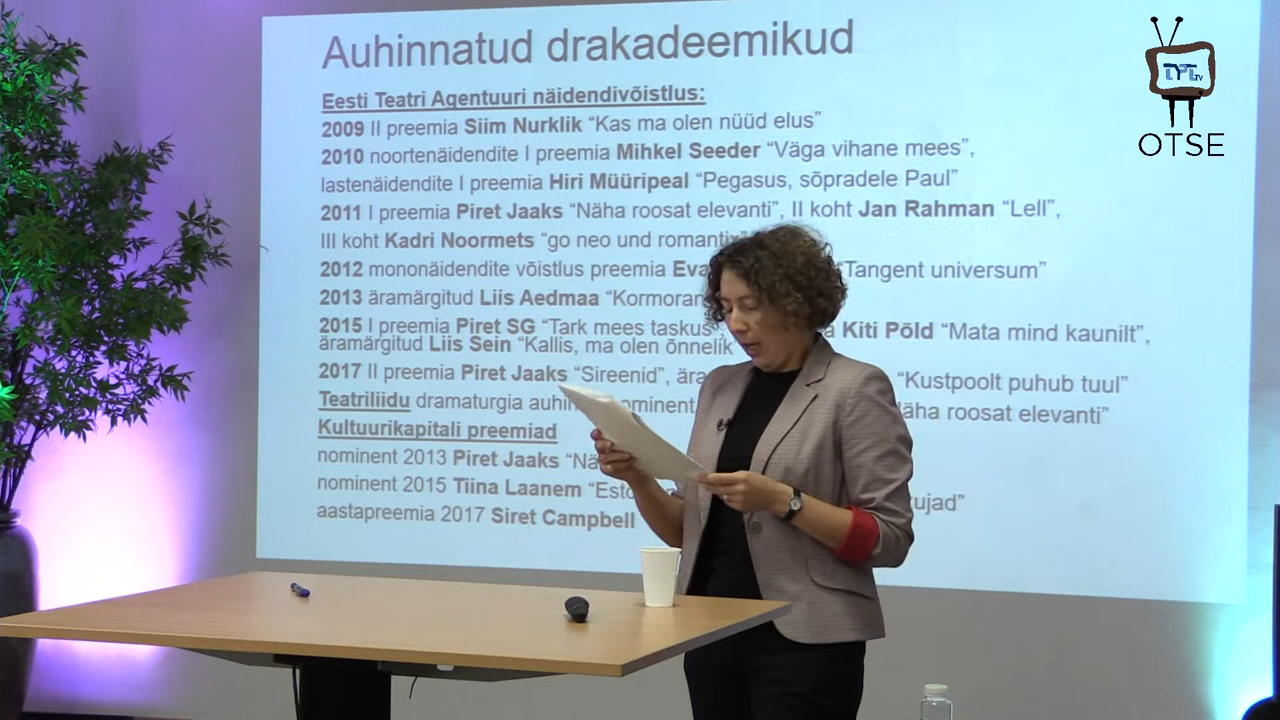 Auhinnatud drakadeemikud
Eesti Teatri Agentuuri näidendivõistlus:
2009 II preemia Siim Nurklik “Kas ma olen nüüd elus”
2010 noortenäidendite I preemia Mihkel Seeder “Väga vihane mees”,
lastenäidendite I preemia Hiri Müüripeal “Pegasus, sõpradele Paul”
2011 I preemia Piret Jaaks “Näha roosat elevanti”, II koht Jan Rahman “Lell”,
III koht Kadri Noormets “go neo und romantix”
2012 mononäidendite võistlus preemia “Tangent universum”
2013 äramärgitud Liis Aedmaa
2015 I preemia Piret SG “Tark mees taskus”, Kiti Põld “Mata mind kaunilt”,
äramärgitud Liis Sein “Kallis, ma olen õnnelik
2017 II preemia Piret Jaaks “Sireenid”, “Kustpoolt puhub tuul”
Teatriliidu dramaturgia roosat elevanti”
Kultuurikapitali preemiad
nominent 2013 Piret Jaaks
nominent 2015 Tiina Laanem
aastapreemia 2017 Siret Campbell
TYT TV
OTSE